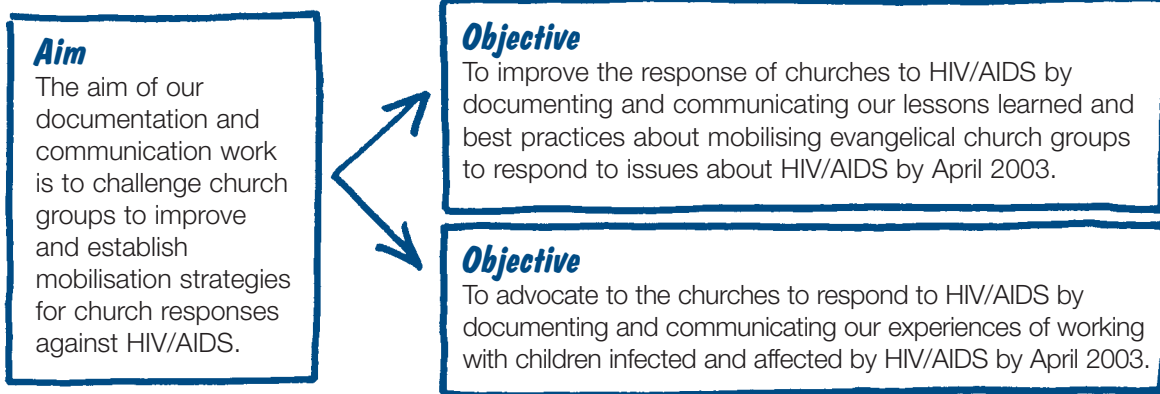 Aim
The aim of our
documentation and
communication work
is to challenge church
groups to improve
and establish
mobilisation strategies
for church responses
against HIV/AIDS.
Objective
To improve the response of churches to HIV/AIDS by
documenting and communicating our lessons learned and
best practices about mobilising evangelical church groups
to respond to issues about HIV/AIDS by April 2003.
Objective
To advocate to the churches to respond to HIV/AIDS by
documenting and communicating our experiences of working
with children infected and affected by HIV/AIDS by April 2003.